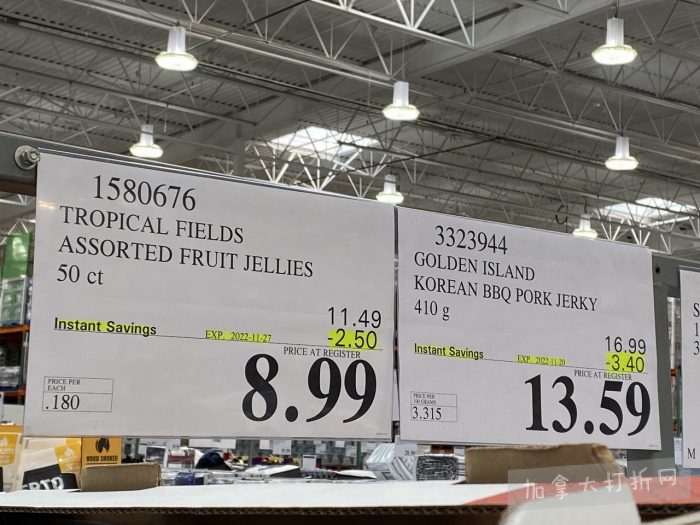 1580676
TROPICAL FIELDS
ASSORTED FRUIT JELLIES
50 ct
11.49
Instant Savings EXP. 2022-11-27 -2.50
PRICE AT REGISTER
8.99
PRICE PER
EACH
.180
3323944
GOLDEN ISLAND
KOREAN BBQ PORK JERKY
410 g
16.99
Instant Savings EXP. 2022-11-20 -3.40
PRICE AT REGISTER
13.59
PRICE PER
100 GRAMS
3.315
S
3
M
WOOD SMOKED
加拿大打折网